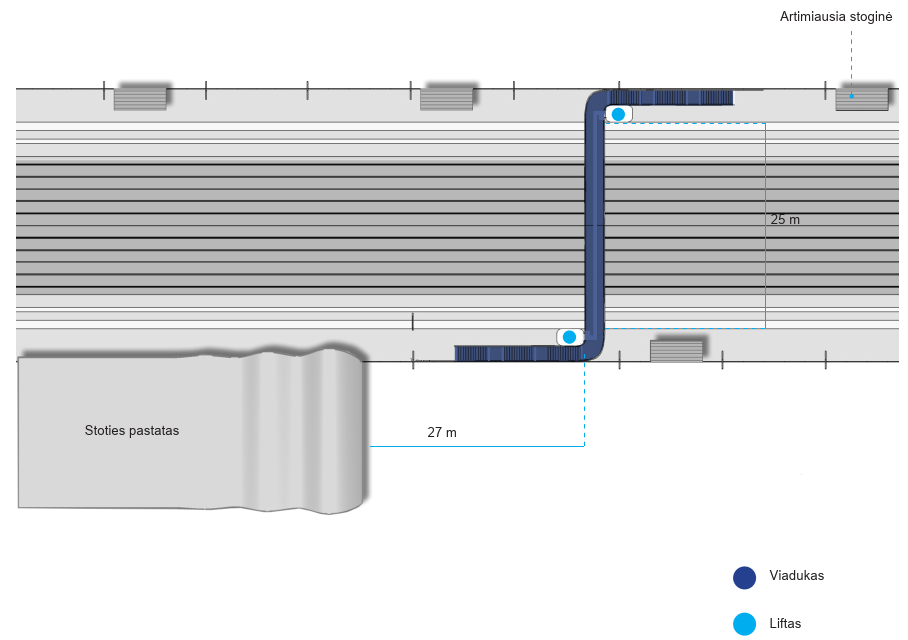 Artimiausia stoginė
25 m
Stoties pastatas
27 m
Viadukas
Liftas